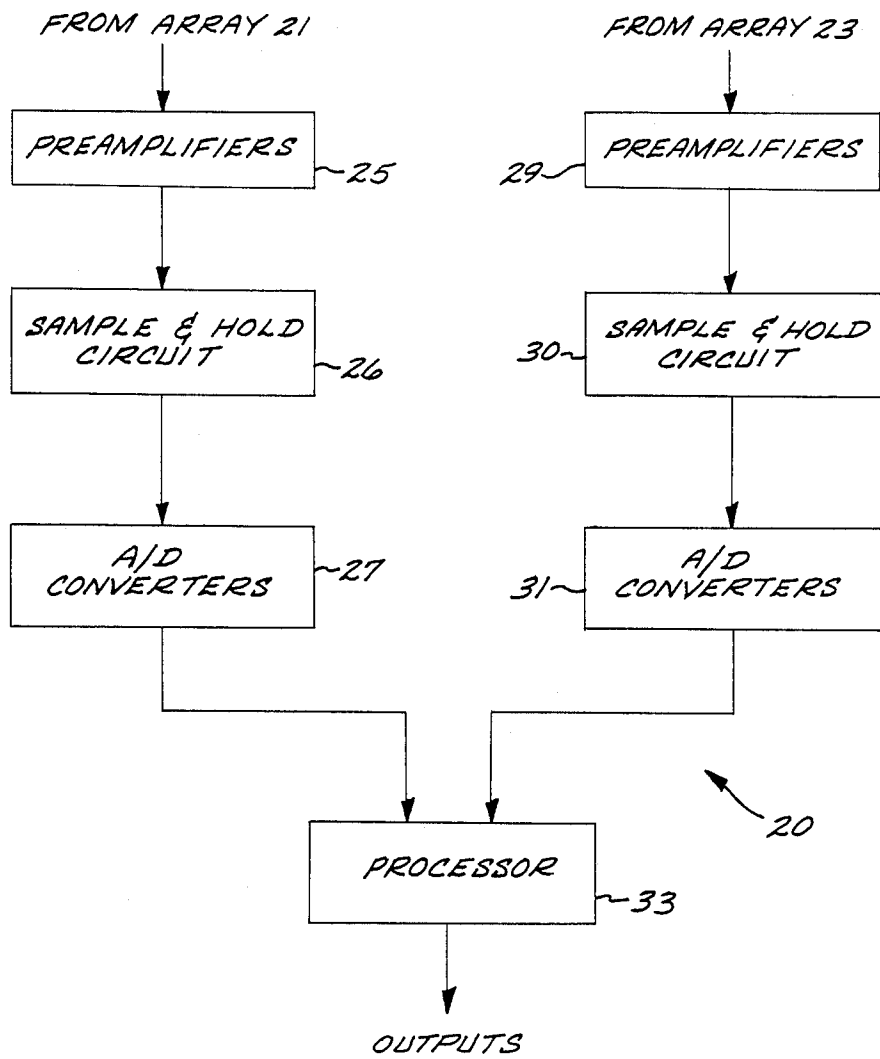 FROM ARRAY 21
FROM ARRAY 23
PREAMPLIFIERS
25
PREAMPLIFIERS
29
SAMPLE & HOLD
CIRCUIT
26
SAMPLE & HOLD
CIRCUIT
30
A/D
CONVERTERS
27
A/D
CONVERTERS
31
20
PROCESSOR
33
OUTPUTS